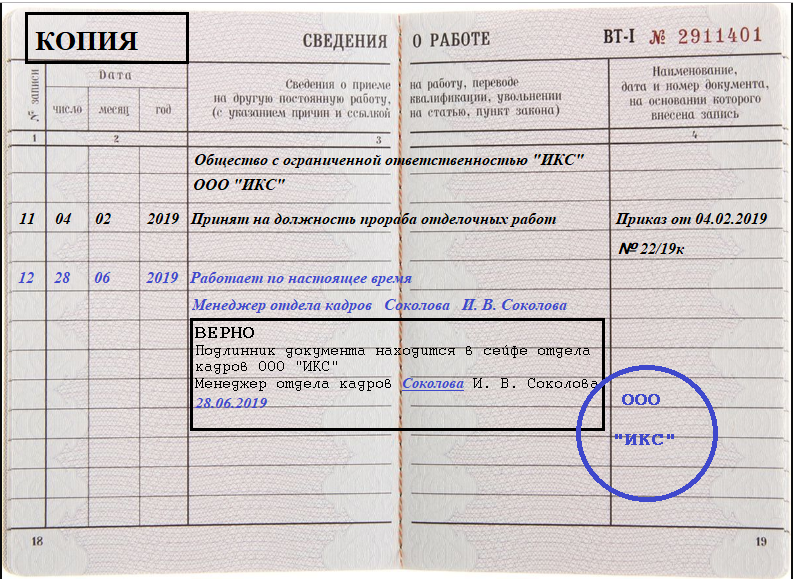 КОПИЯ
СВЕДЕНИЯ О РАБОТЕ
ВТ-I № 2911401
№ записи
Дата
число
месяц
год
Сведения о приеме на работу, переводе
на другую постоянную работу, квалификации, увольнении
(с указанием причин и ссылкой на статью, пункт закона)
Наименование,
дата и номер документа,
на основании которого
внесена запись
1 2 3 4
Общество с ограниченной ответственностью "ИКС"
ООО "ИКС"
11 04 02 2019 Принят на должность прораба отделочных работ Приказ от 04.02.2019
№ 22/19к
12 28 06 2019 Работает по настоящее время
Менеджер отдела кадров Соколова И. В. Соколова
ВЕРНО
Подлинник документа находится в сейфе отдела
кадров ООО "ИКС"
Менеджер отдела кадров Соколова И. В. Соколова
28.06.2019
ООО
"ИКС"
18 19